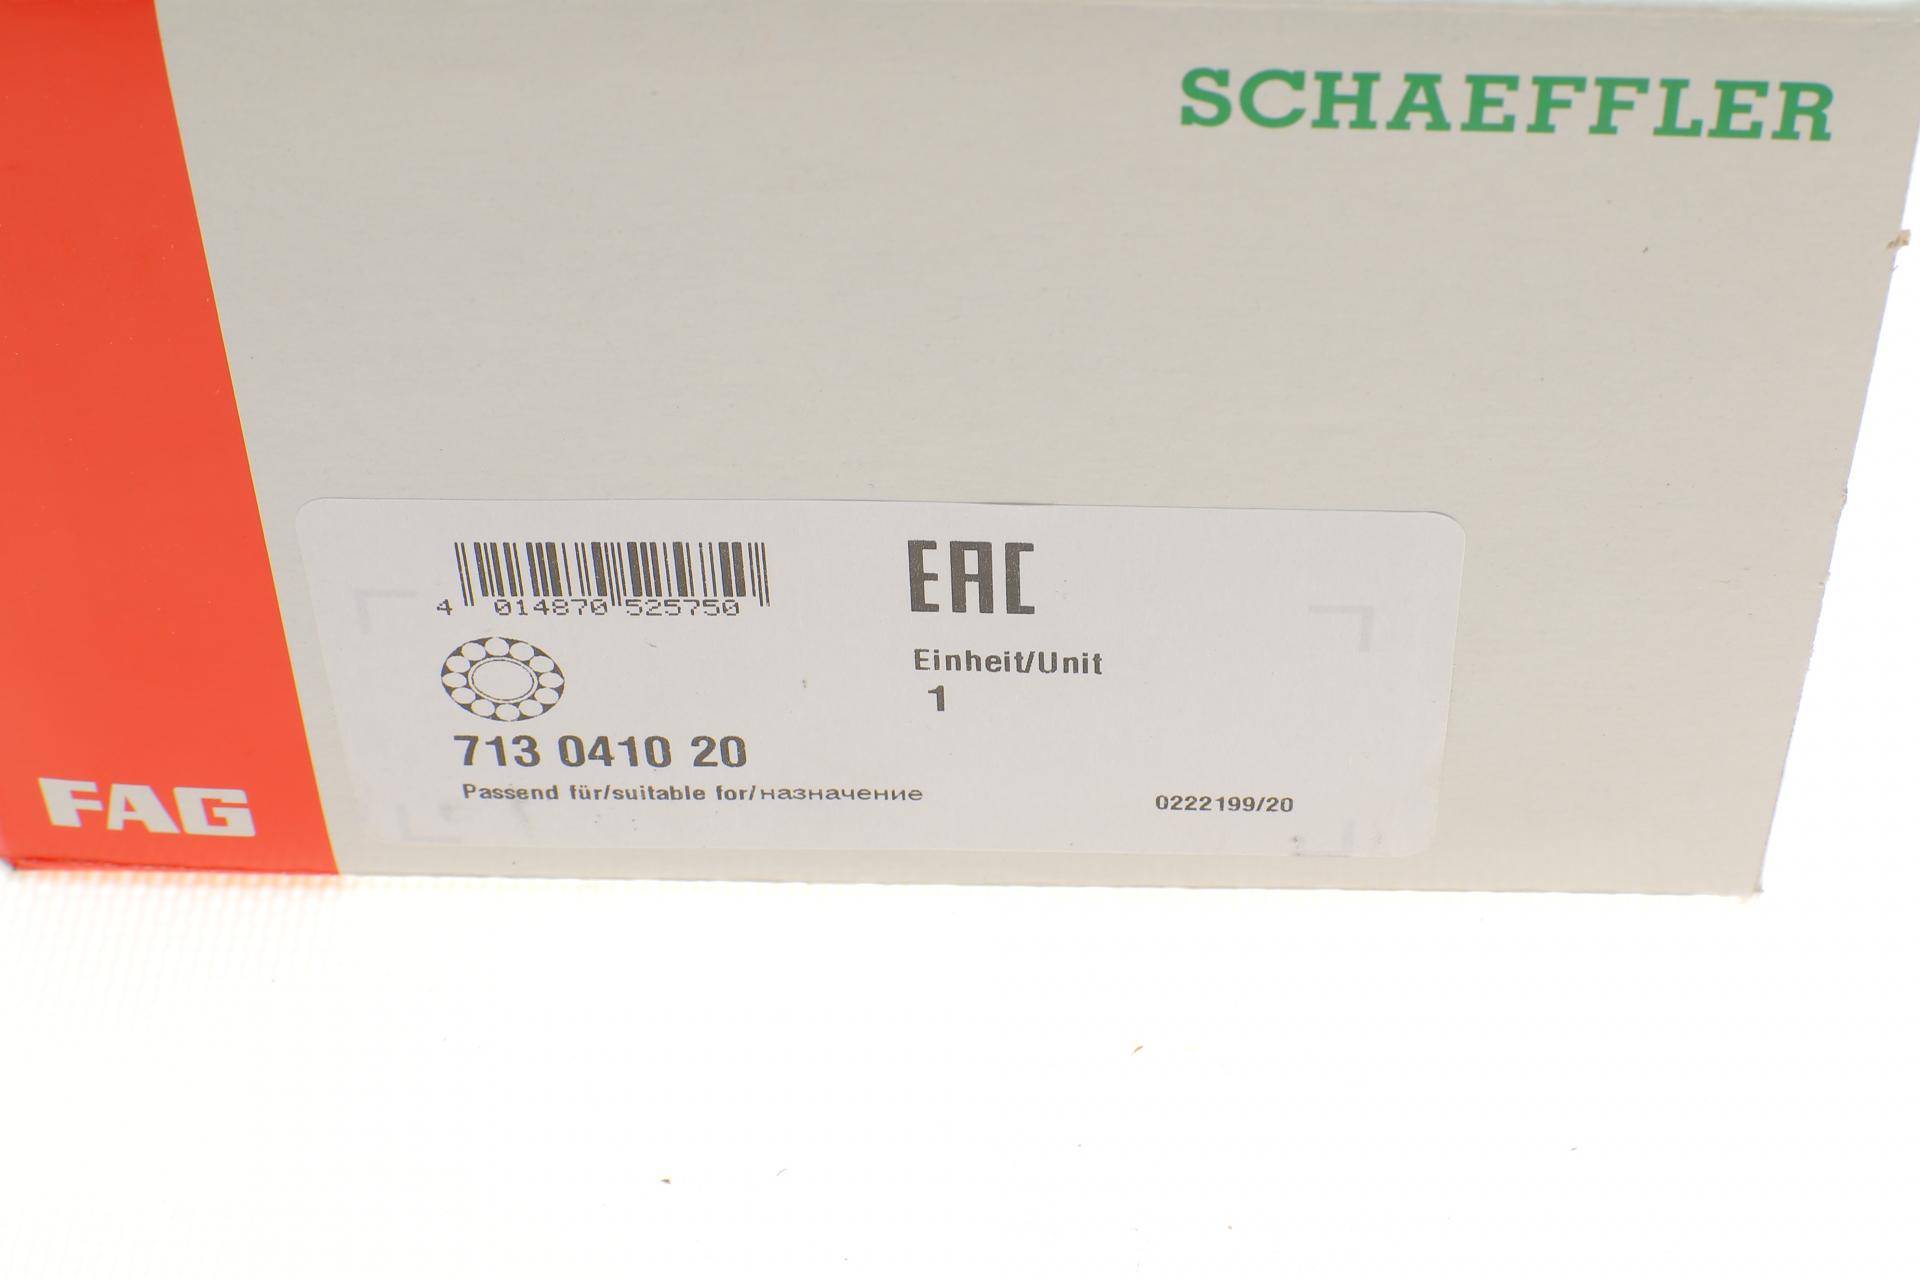 SCHAEFFLER
4 014870 525750
EAC
Einheit/Unit
1
713 0410 20
Passend für/suitable for/назначение
0222199/20
FAG